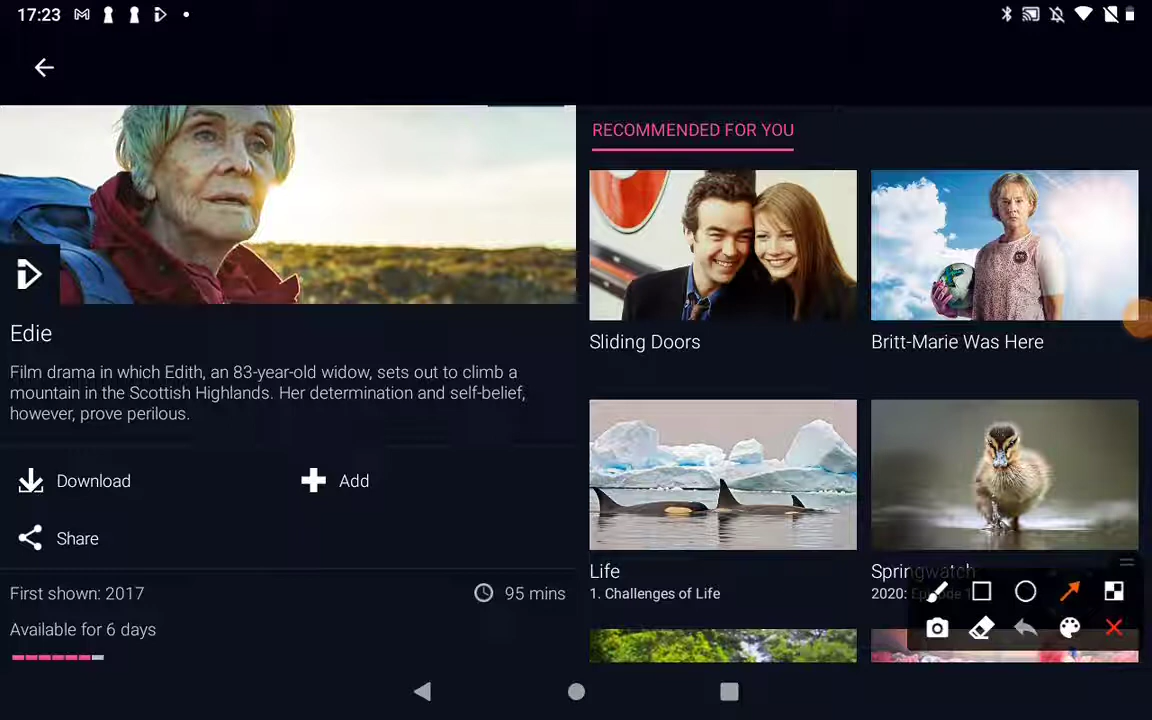 17:23
RECOMMENDED FOR YOU
Edie
Film drama in which Edith, an 83-year-old widow, sets out to climb a
mountain in the Scottish Highlands. Her determination and self-belief,
however, prove perilous.
Download
Add
Share
First shown: 2017
95 mins
Available for 6 days
Sliding Doors
Britt-Marie Was Here
Life
1. Challenges of Life
Springwatch
2020: Episode 1